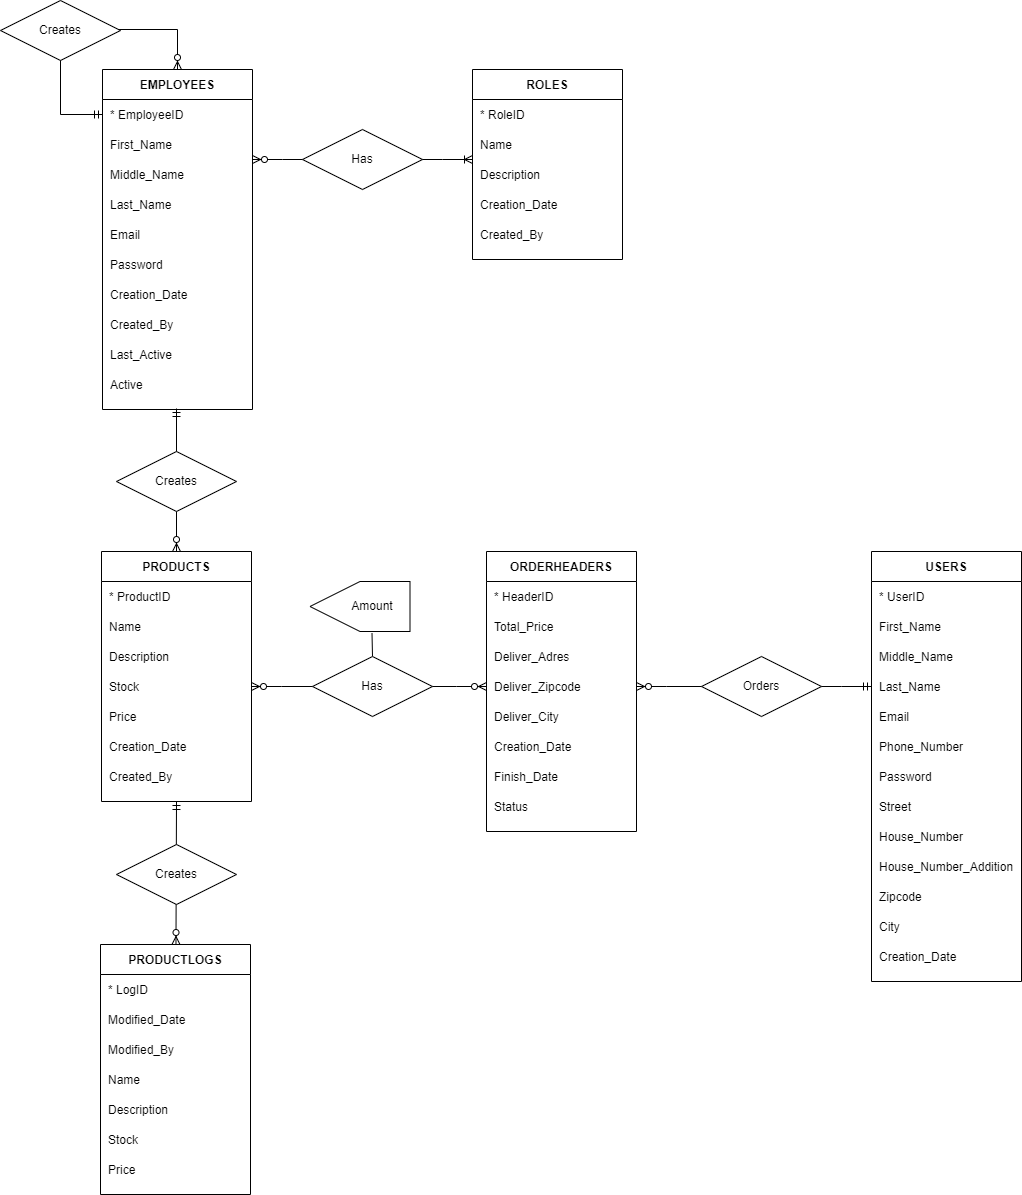 Creates
EMPLOYEES
* EmployeeID
First_Name
Middle_Name
Last_Name
Email
Password
Creation_Date
Created_By
Last_Active
Active
Has
ROLES
* RoleID
Name
Description
Creation_Date
Created_By
Creates
PRODUCTS
* ProductID
Name
Description
Stock
Price
Creation_Date
Created_By
Amount
Has
ORDERHEADERS
* HeaderID
Total_Price
Deliver_Adres
Deliver_Zipcode
Deliver_City
Creation_Date
Finish_Date
Status
Orders
USERS
* UserID
First_Name
Middle_Name
Last_Name
Email
Phone_Number
Password
Street
House_Number
House_Number_Addition
Zipcode
City
Creation_Date
Creates
PRODUCTLOGS
* LogID
Modified_Date
Modified_By
Name
Description
Stock
Price